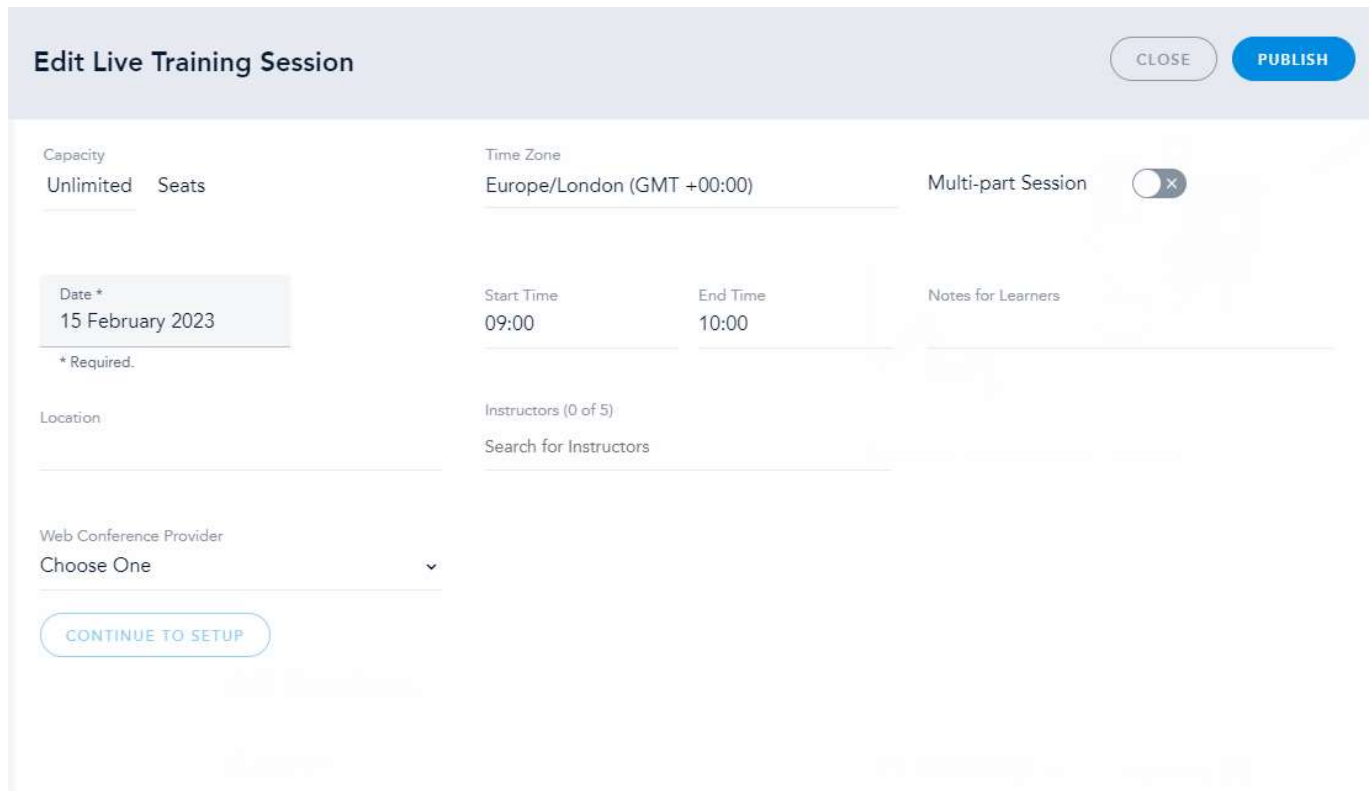 Edit Live Training Session
CLOSE
PUBLISH
Capacity
Unlimited Seats
Time Zone
Europe/London (GMT +00:00)
Multi-part Session
Date *
15 February 2023
* Required.
Start Time
09:00
End Time
10:00
Notes for Learners
Location
Instructors (0 of 5)
Search for Instructors
Web Conference Provider
Choose One
CONTINUE TO SETUP